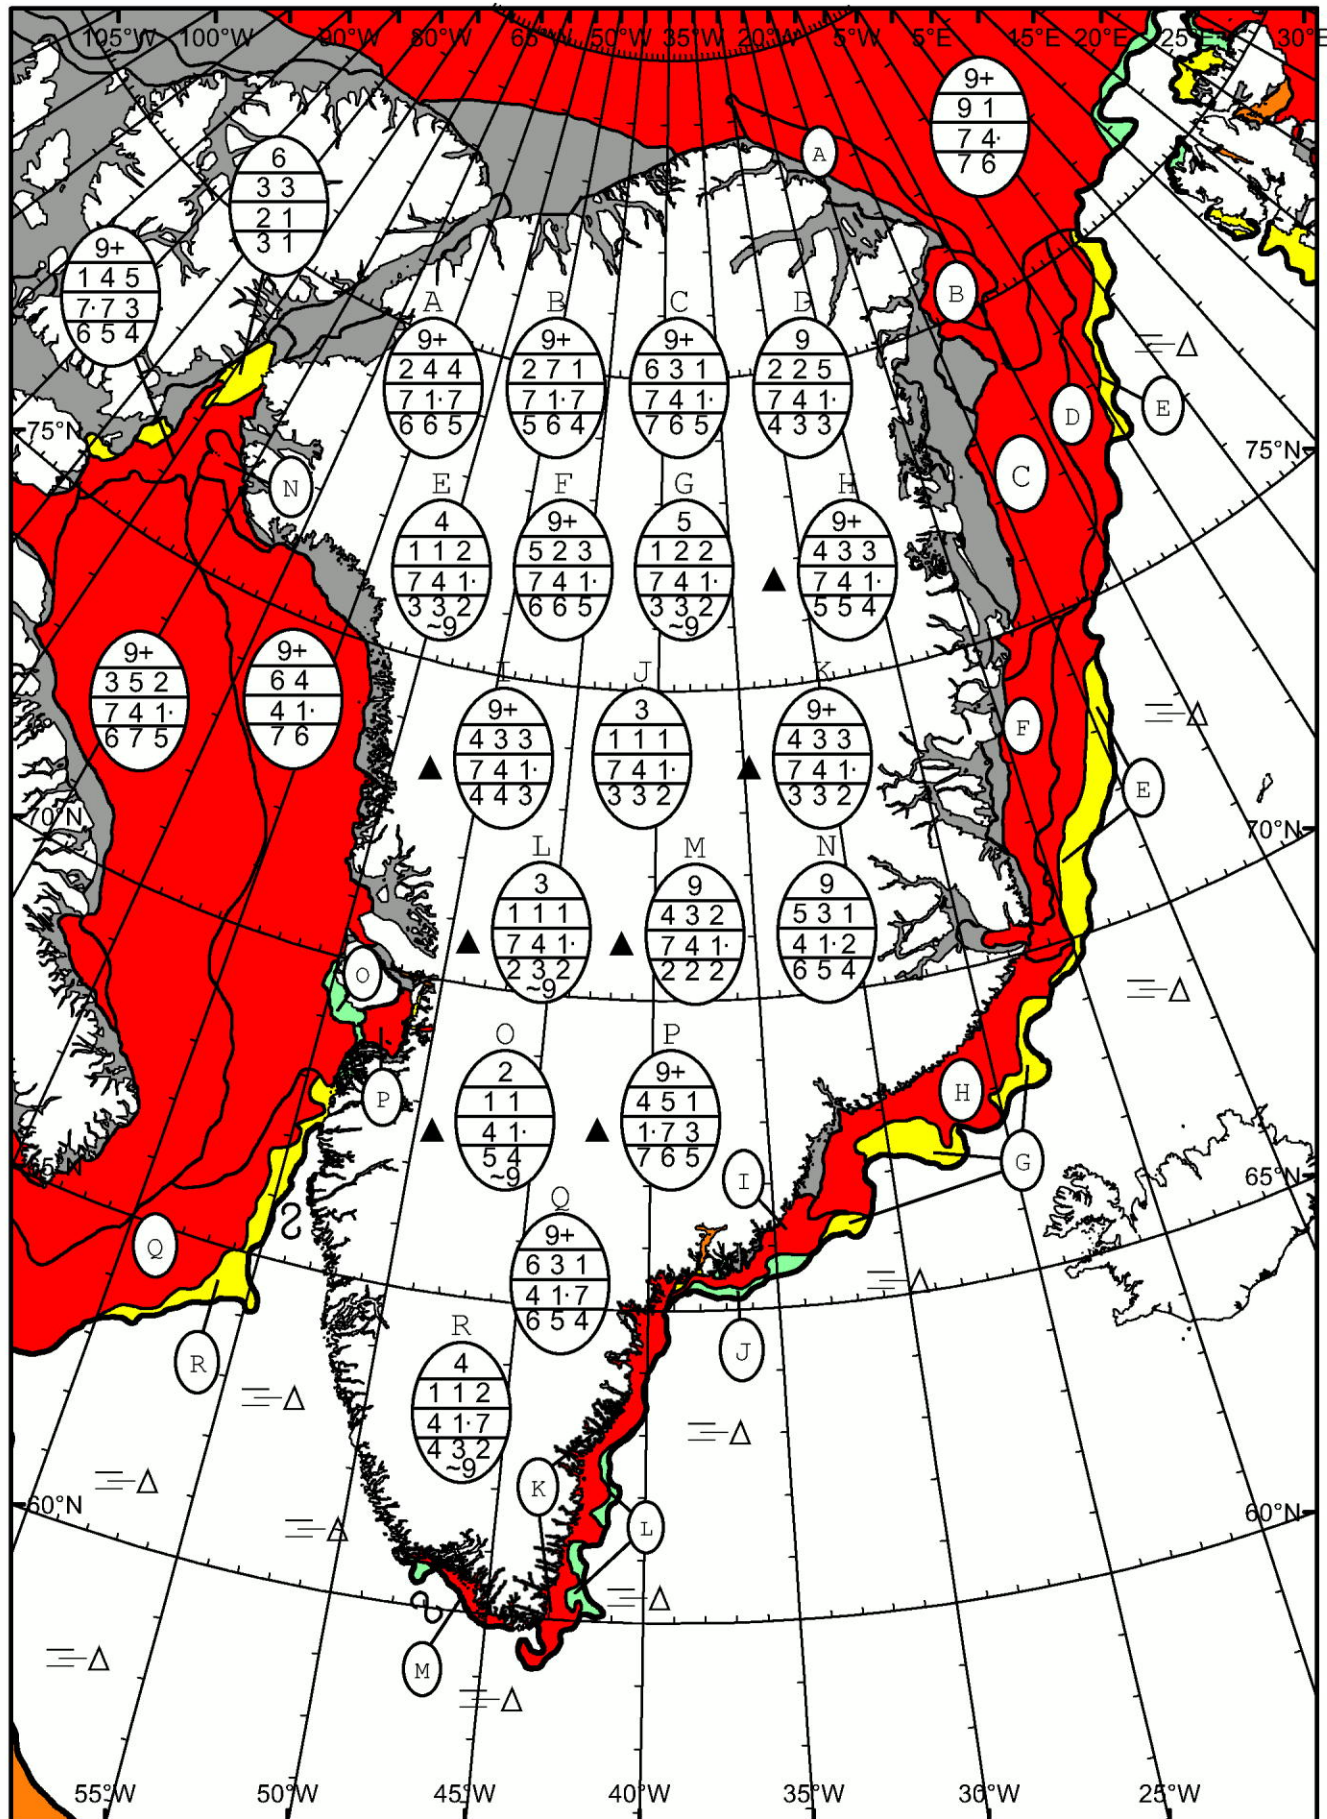 105°W 100°W 90°W 80°W 65°W 50°W 35°W 20°W 5°W 5°E 15°E 20°E 25°E 30°E
9+
9 1
7 4·
7 6
A
6
3 3
2 1
3 1
9+
1 4 5
7·7 3
6 5 4
B
A B C D
9+ 9+ 9+ 9
2 4 4 2 7 1 6 3 1 2 2 5
7 1·7 7 1·7 7 4 1· 7 4 1·
6 6 5 5 6 4 7 6 5 4 3 3
E
D
75°N 75°N
C
N
E F G H
4 9+ 5 9+
1 1 2 5 2 3 1 2 2 4 3 3
7 4 1· 7 4 1· 7 4 1· 7 4 1·
3 3 2 6 6 5 3 3 2 5 5 4
~9 ~9
9+ 9+
3 5 2 6 4
7 4 1· 4 1·
6 7 5 7 6
I J K
9+ 3 9+
4 3 3 1 1 1 4 3 3
7 4 1· 7 4 1· 7 4 1·
4 4 3 3 3 2 3 3 2
F
E
70°N 70°N
L M N
3 9 9
1 1 1 4 3 2 5 3 1
7 4 1· 7 4 1· 4 1·2
2 3 2 2 2 2 6 5 4
~9
O
O P
2 9+
1 1 4 5 1
4 1· 1·7 3
5 4 7 6 5
~9
P
H
G
I
65°N 65°N
Q
Q
9+
6 3 1
4 1·7
6 5 4
R
J
R
4
1 1 2
4 1·7
4 3 2
~9
K
L
60°N 60°N
M
55°W 50°W 45°W 40°W 35°W 30°W 25°W